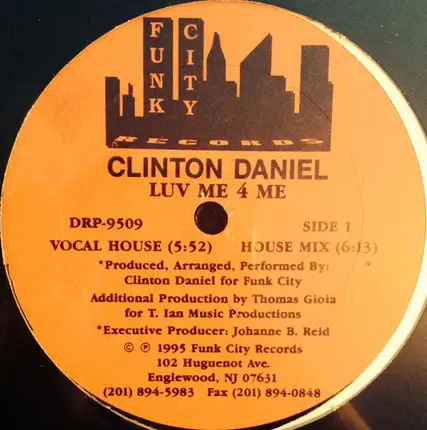 FUNK CITY
RECORDS
CLINTON DANIEL
LUV ME 4 ME
DRP-9509 SIDE 1
VOCAL HOUSE (5:52) HOUSE MIX (6:13)
*Produced, Arranged, Performed By:
Clinton Daniel for Funk City
Additional Production by Thomas Gioia
for T. Ian Music Productions
*Executive Producer: Johanne B. Reid
© ℗ 1995 Funk City Records
102 Huguenot Ave.
Englewood, NJ 07631
(201) 894-5983 Fax (201) 894-0848